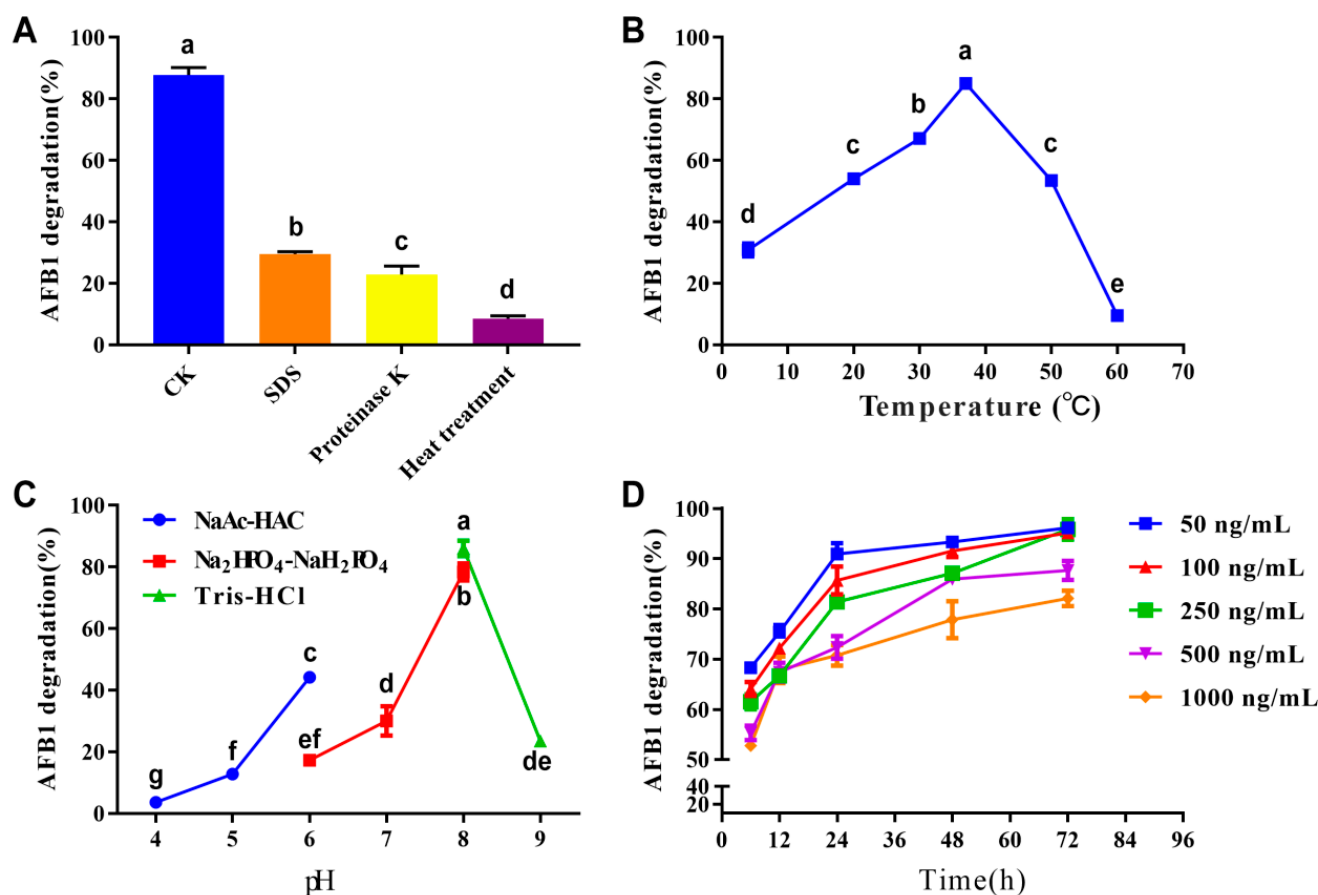 A
AFB1 degradation(%)
100
80
60
40
20
0
a
b
c
d
CK
SDS
Proteinase K
Heat treatment
B
AFB1 degradation(%)
100
80
60
40
20
0
d
c
b
a
c
e
0 10 20 30 40 50 60 70
Temperature (℃)
C
AFB1 degradation(%)
100
80
60
40
20
0
NaAc-HAC
Na₂HPO₄-NaH₂PO₄
Tris-HCl
g
f
c
ef
d
a
b
de
4 5 6 7 8 9
pH
D
AFB1 degradation(%)
100
90
80
70
60
50
40
20
0 12 24 36 48 60 72 84 96
Time(h)
50 ng/mL
100 ng/mL
250 ng/mL
500 ng/mL
1000 ng/mL